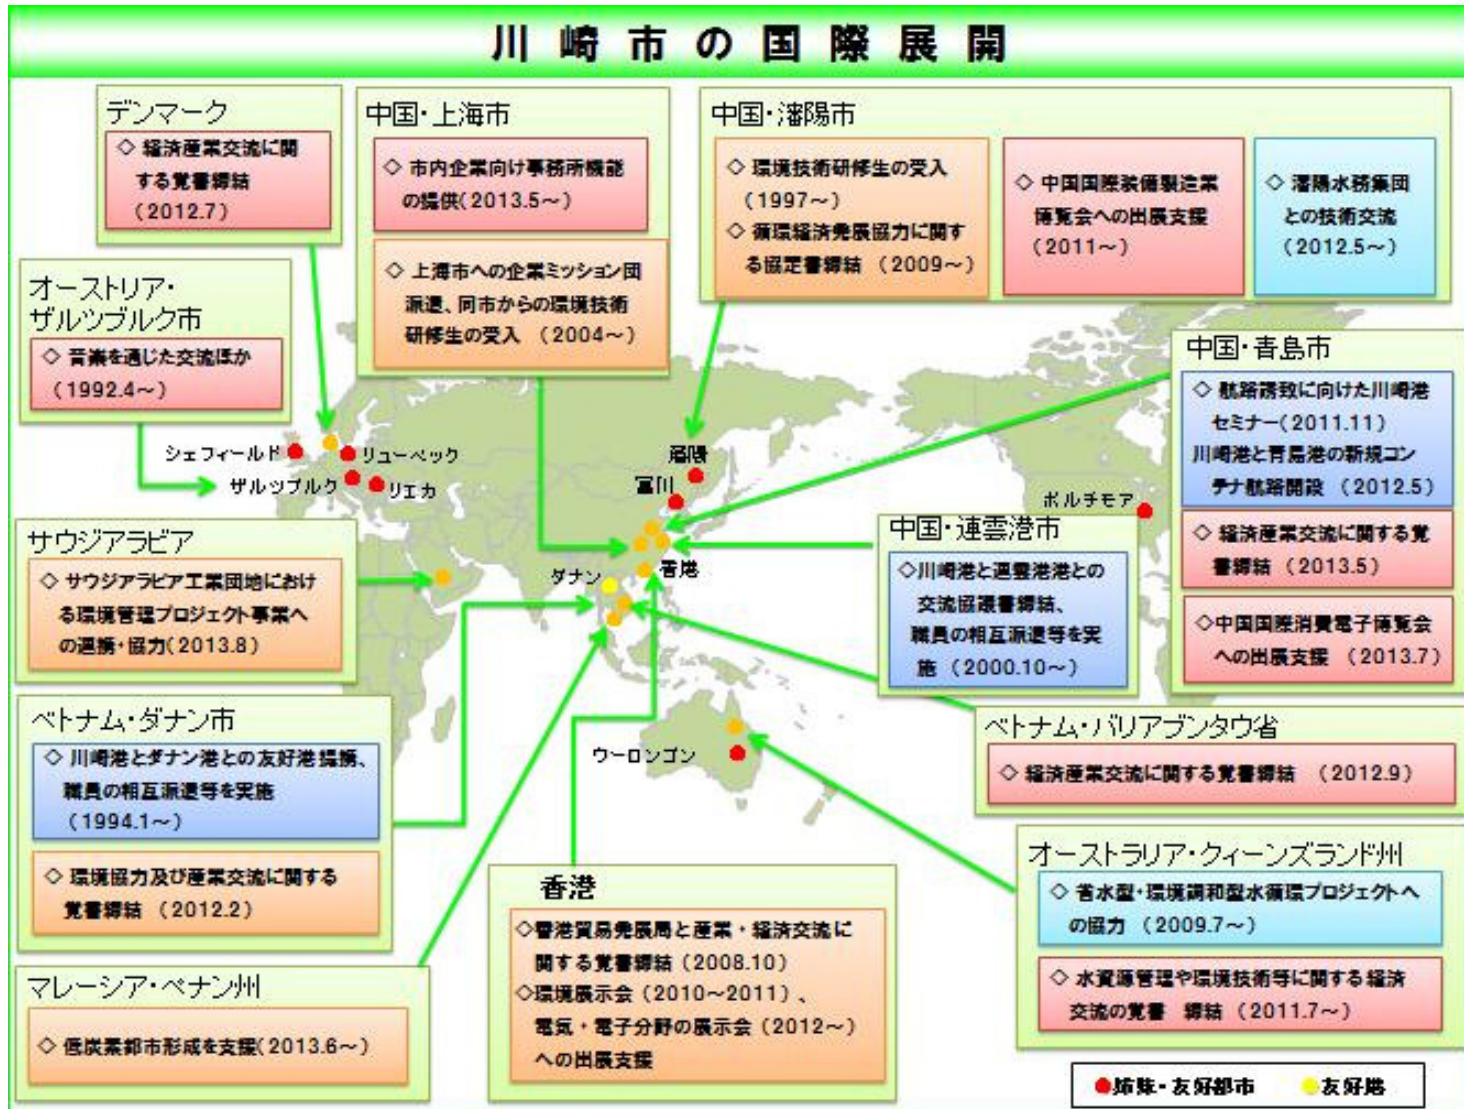 川崎市の国際展開
デンマーク
◇ 経済産業交流に関
する覚書締結
(2012.7)
中国・上海市
◇ 市内企業向け事務所機能
の提供(2013.5～)
◇ 上海市への企業ミッション団
派遣、同市からの環境技術
研修生の受入 (2004～)
中国・瀋陽市
◇ 環境技術研修生の受入
(1997～)
◇ 循環経済発展協力に関す
る協定書締結 (2009～)
◇ 中国国際装備製造業
博覧会への出展支援
(2011～)
◇ 瀋陽水務集団
との技術交流
(2012.5～)
オーストリア・
ザルツブルク市
◇ 音楽を通じた交流ほか
(1992.4～)
中国・青島市
◇ 航路誘致に向けた川崎港
セミナー(2011.11)
川崎港と青島港の新規コン
テナ航路開設 (2012.5)
◇ 経済産業交流に関する覚
書締結 (2013.5)
◇中国国際消費電子博覧会
への出展支援 (2013.7)
シェフィールド
リューベック
ザルツブルク
リエカ
瀋陽
富川
ボルチモア
香港
ダナン
ウーロンゴン
サウジアラビア
◇ サウジアラビア工業団地におけ
る環境管理プロジェクト事業へ
の連携・協力(2013.8)
中国・連雲港市
◇川崎港と連雲港港との
交流協議書締結、
職員の相互派遣等を実
施 (2000.10～)
ベトナム・ダナン市
◇ 川崎港とダナン港との友好港提携、
職員の相互派遣等を実施
(1994.1～)
◇ 環境協力及び産業交流に関する
覚書締結 (2012.2)
ベトナム・バリアブンタウ省
◇ 経済産業交流に関する覚書締結 (2012.9)
オーストラリア・クィーンズランド州
◇ 省水型・環境調和型水循環プロジェクトへ
の協力 (2009.7～)
◇ 水資源管理や環境技術等に関する経済
交流の覚書 締結 (2011.7～)
香港
◇香港貿易発展局と産業・経済交流に
関する覚書締結(2008.10)
◇環境展示会(2010～2011)、
電気・電子分野の展示会(2012～)
への出展支援
マレーシア・ペナン州
◇ 低炭素都市形成を支援(2013.6～)
●姉妹・友好都市 ●友好港